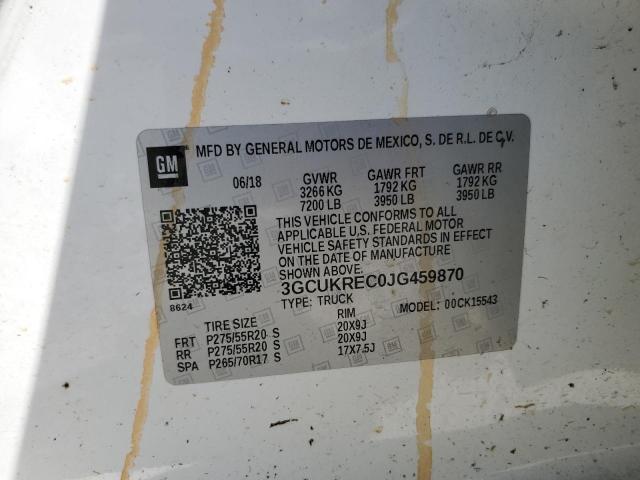 GM
MFD BY GENERAL MOTORS DE MEXICO, S. DE R.L. DE C.V.
06/18 GVWR GAWR FRT GAWR RR
3266 KG 1792 KG 1792 KG
7200 LB 3950 LB 3950 LB
THIS VEHICLE CONFORMS TO ALL
APPLICABLE U.S. FEDERAL MOTOR
VEHICLE SAFETY STANDARDS IN EFFECT
ON THE DATE OF MANUFACTURE
SHOWN ABOVE.
3GCUKREC0JG459870
8624
TYPE: TRUCK MODEL: 00CK15543
TIRE SIZE RIM
FRT P275/55R20 S 20X9J
RR P275/55R20 S 20X9J
SPA P265/70R17 S 17X7.5J